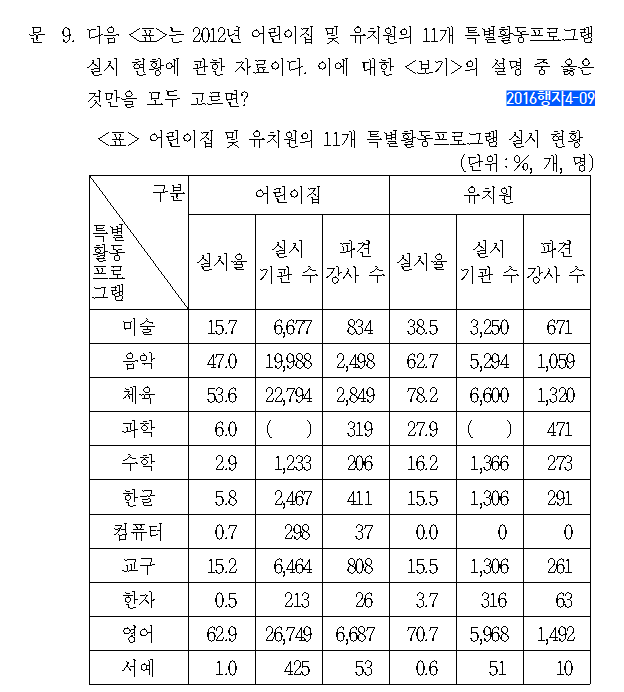 문 9. 다음 <표>는 2012년 어린이집 및 유치원의 11개 특별활동프로그램
실시 현황에 관한 자료이다. 이에 대한 <보기>의 설명 중 옳은
것만을 모두 고르면?
2016행자4-09
<표> 어린이집 및 유치원의 11개 특별활동프로그램 실시 현황
(단위 : %, 개, 명)
구분 어린이집 유치원
특별
활동
프로
그램
실시율 실시 기관 수 파견 강사 수 실시율 실시 기관 수 파견 강사 수
미술 15.7 6,677 834 38.5 3,250 671
음악 47.0 19,988 2,498 62.7 5,294 1,059
체육 53.6 22,794 2,849 78.2 6,600 1,320
과학 6.0 ( ) 319 27.9 ( ) 471
수학 2.9 1,233 206 16.2 1,366 273
한글 5.8 2,467 411 15.5 1,306 291
컴퓨터 0.7 298 37 0.0 0 0
교구 15.2 6,464 808 15.5 1,306 261
한자 0.5 213 26 3.7 316 63
영어 62.9 26,749 6,687 70.7 5,968 1,492
서예 1.0 425 53 0.6 51 10